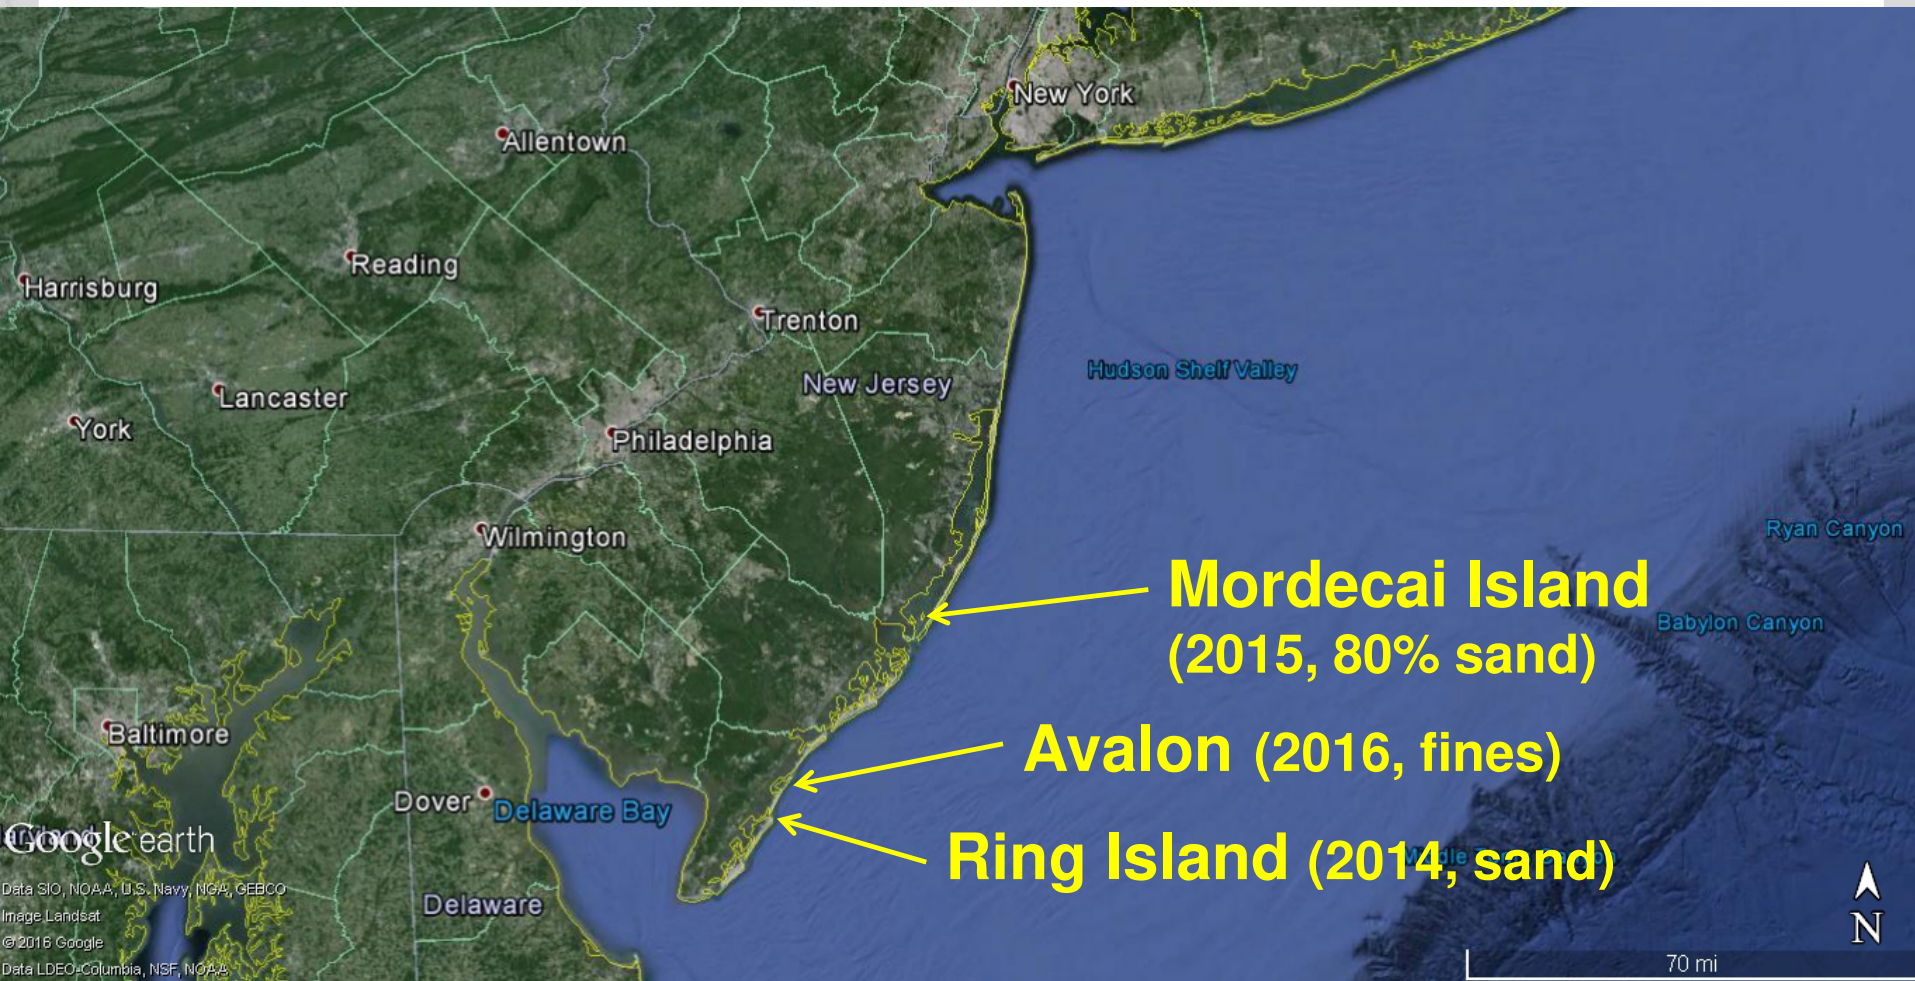 New York
Allentown
Reading
Harrisburg
Trenton
Hudson Shelf Valley
New Jersey
Lancaster
York
Philadelphia
Ryan Canyon
Wilmington
Mordecai Island
Babylon Canyon
(2015, 80% sand)
Baltimore
Avalon (2016, fines)
Dover
Delaware Bay
Google earth
Ring Island (2014, sand)
Data SIO, NOAA, U.S. Navy, NGA, GEBCO
Image Landsat
Delaware
© 2016 Google
N
Data LDEO-Columbia, NSF, NOAA
70 mi